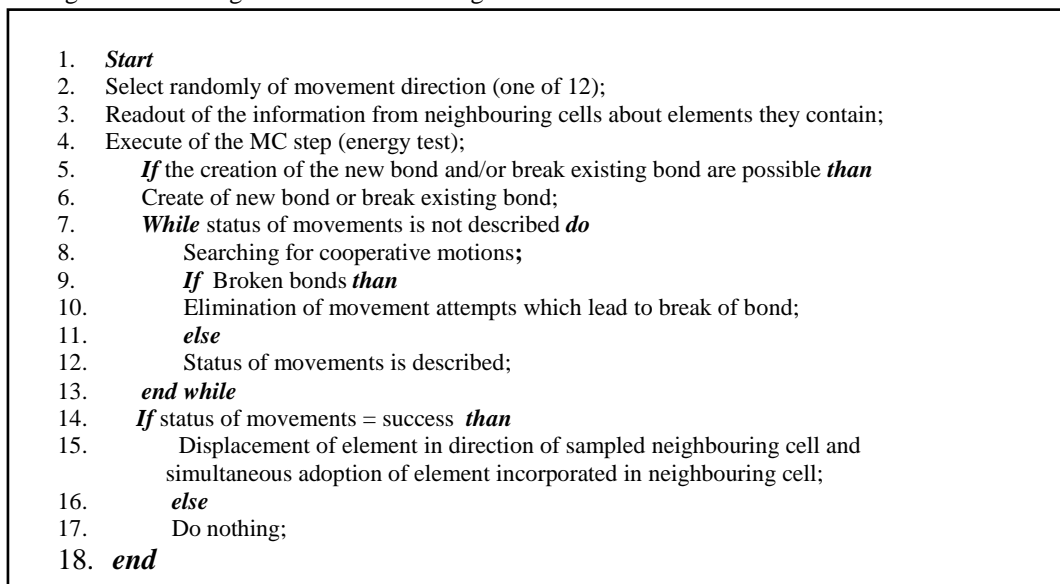 1. Start
2. Select randomly of movement direction (one of 12);
3. Readout of the information from neighbouring cells about elements they contain;
4. Execute of the MC step (energy test);
5. If the creation of the new bond and/or break existing bond are possible than
6. Create of new bond or break existing bond;
7. While status of movements is not described do
8. Searching for cooperative motions;
9. If Broken bonds than
10. Elimination of movement attempts which lead to break of bond;
11. else
12. Status of movements is described;
13. end while
14. If status of movements = success than
15. Displacement of element in direction of sampled neighbouring cell and
simultaneous adoption of element incorporated in neighbouring cell;
16. else
17. Do nothing;
18. end